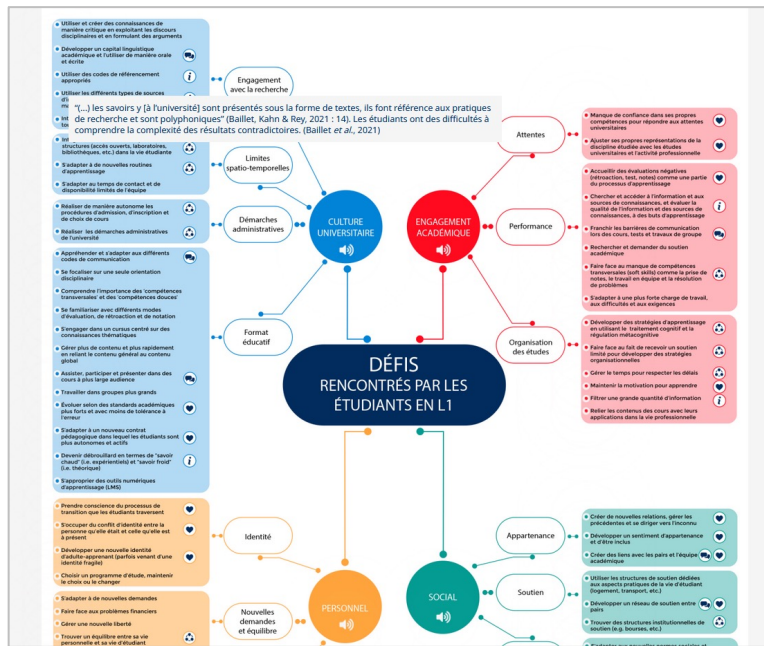 Utiliser et créer des connaissances de
manière critique en exploitant les discours
disciplinaires et en formulant des arguments
Développer un capital linguistique
académique et l'utiliser de manière orale
et écrite
Utiliser des codes de référencement
appropriés
Utiliser les différents types de sources
Engagement
avec la recherche
"(...) les savoirs y [à l'université] sont présentés sous la forme de textes, ils font référence aux pratiques
de recherche et sont polyphoniques" (Baillet, Kahn & Rey, 2021 : 14). Les étudiants ont des difficultés à
comprendre la complexité des résultats contradictoires. (Baillet et al., 2021)
structures (accès ouverts, laboratoires,
bibliothèques, etc.) dans la vie étudiante
S'adapter à de nouvelles routines
d'apprentissage
S'adapter au temps de contact et de
disponibilité limités de l'équipe
Limites
spatio-temporelles
Réaliser de manière autonome les
procédures d'admission, d'inscription et
de choix de cours
Réaliser les démarches administratives
de l'université
Démarches
administratives
Appréhender et s'adapter aux différents
codes de communication
Se focaliser sur une seule orientation
disciplinaire
Comprendre l'importance des 'compétences
transversales' et des 'compétences douces'
Se familiariser avec différents modes
d'évaluation, de rétroaction et de notation
S'engager dans un cursus centré sur des
connaissances thématiques
Gérer plus de contenu et plus rapidement
en reliant le contenu général au contenu
global
Assister, participer et présenter dans des
cours à plus large audience
Travailler dans groupes plus grands
Évoluer selon des standards académiques
plus forts et avec moins de tolérance à
l'erreur
S'adapter à un nouveau contrat
pédagogique dans lequel les étudiants sont
plus autonomes et actifs
Devenir débrouillard en termes de "savoir
chaud" (i.e. expérientiels) et "savoir froid"
(i.e. théorique)
S'approprier des outils numériques
d'apprentissage (LMS)
Format
éducatif
CULTURE
UNIVERSITAIRE
ENGAGEMENT
ACADÉMIQUE
Attentes
Manque de confiance dans ses propres
compétences pour répondre aux attentes
universitaires
Ajuster ses propres représentations de la
discipline étudiée avec les études
universitaires et l'activité professionnelle
Performance
Accueillir des évaluations négatives
(rétroaction, test, notes) comme une partie
du processus d'apprentissage
Chercher et accéder à l'information et aux
sources de connaissances, et évaluer la
qualité de l'information et des sources de
connaissances, à des buts d'apprentissage
Franchir les barrières de communication
lors des cours, tests et travaux de groupe
Rechercher et demander du soutien
académique
Faire face au manque de compétences
transversales (soft skills) comme la prise de
notes, le travail en équipe et la résolution
de problèmes
S'adapter à une plus forte charge de travail,
aux difficultés et aux exigences
Organisation
des études
Développer des stratégies d'apprentissage
en utilisant le traitement cognitif et la
régulation métacognitive
Faire face au fait de recevoir un soutien
limité pour développer des stratégies
organisationnelles
Gérer le temps pour respecter les délais
Maintenir la motivation pour apprendre
Filtrer une grande quantité d'information
Relier les contenus des cours avec leurs
applications dans la vie professionnelle
DÉFIS
RENCONTRÉS PAR LES
ÉTUDIANTS EN L1
Prendre conscience du processus de
transition que les étudiants traversent
S'occuper du conflit d'identité entre la
personne qu'elle était et celle qu'elle est
à présent
Développer une nouvelle identité
d'adulte-apprenant (parfois venant d'une
identité fragile)
Choisir un programme d'étude, maintenir
le choix ou le changer
Identité
S'adapter à de nouvelles demandes
Faire face aux problèmes financiers
Gérer une nouvelle liberté
Trouver un équilibre entre sa vie
personnelle et sa vie d'étudiant
Nouvelles
demandes
et équilibre
PERSONNEL
SOCIAL
Appartenance
Créer de nouvelles relations, gérer les
précédentes et se diriger vers l'inconnu
Développer un sentiment d'appartenance
et d'être inclus
Créer des liens avec les pairs et l'équipe
académique
Soutien
Utiliser les structures de soutien dédiées
aux aspects pratiques de la vie d'étudiant
(logement, transport, etc.)
Développer un réseau de soutien entre
pairs
Trouver des structures institutionnelles de
soutien (e.g. bourses, etc.)